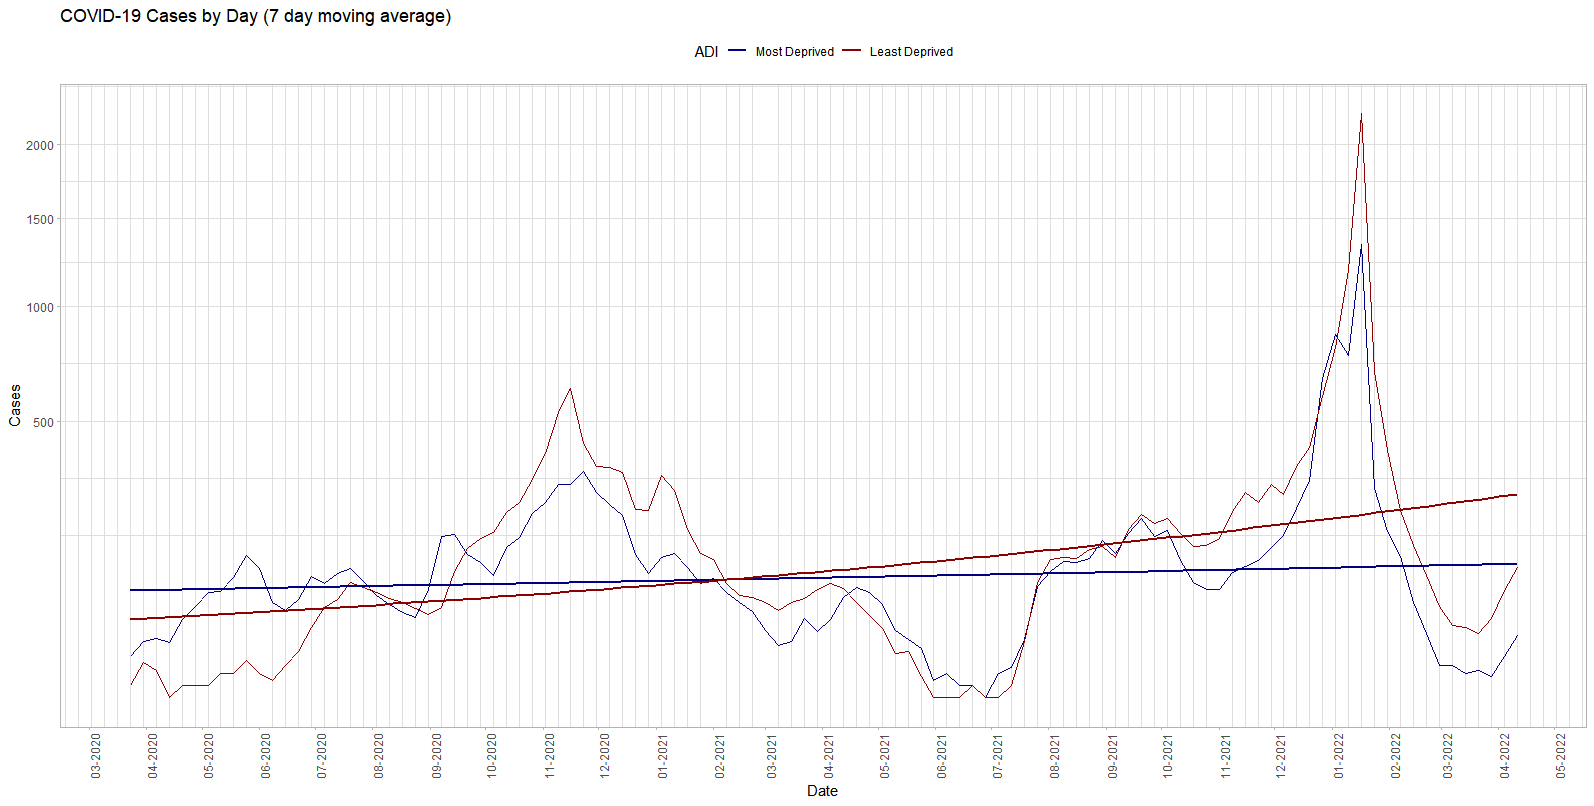 COVID-19 Cases by Day (7 day moving average)
ADI Most Deprived Least Deprived
2000
1500
1000
500
Cases
03-2020 04-2020 05-2020 06-2020 07-2020 08-2020 09-2020 10-2020 11-2020 12-2020 01-2021 02-2021 03-2021 04-2021 05-2021 06-2021 07-2021 08-2021 09-2021 10-2021 11-2021 12-2021 01-2022 02-2022 03-2022 04-2022 05-2022
Date